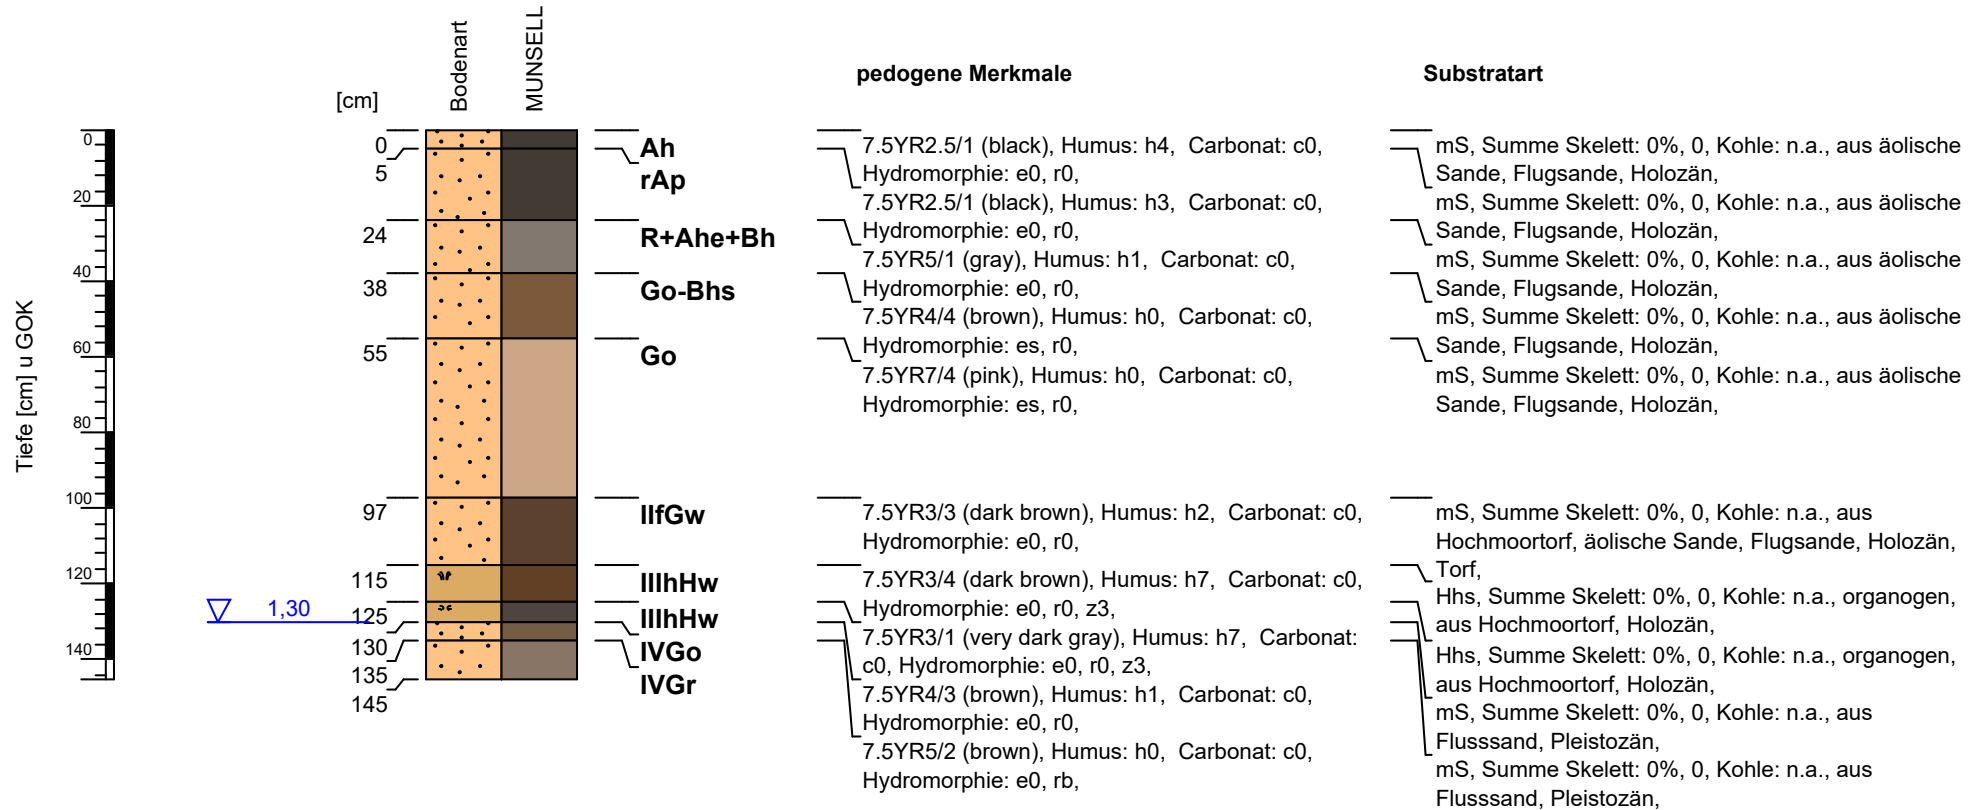 Bodenart
MUNSELL
pedogene Merkmale
Substratart
[cm]
Tiefe [cm] u GOK
0
20
40
60
80
100
120
140
1,30
0
5
24
38
55
97
115
125
130
135
145
Ah
rAp
R+Ahe+Bh
Go-Bhs
Go
IIfGw
IIIhHw
IIIhHw
IVGo
IVGr
7.5YR2.5/1 (black), Humus: h4, Carbonat: c0,
Hydromorphie: e0, r0,
7.5YR2.5/1 (black), Humus: h3, Carbonat: c0,
Hydromorphie: e0, r0,
7.5YR5/1 (gray), Humus: h1, Carbonat: c0,
Hydromorphie: e0, r0,
7.5YR4/4 (brown), Humus: h0, Carbonat: c0,
Hydromorphie: es, r0,
7.5YR7/4 (pink), Humus: h0, Carbonat: c0,
Hydromorphie: es, r0,
7.5YR3/3 (dark brown), Humus: h2, Carbonat: c0,
Hydromorphie: e0, r0,
7.5YR3/4 (dark brown), Humus: h7, Carbonat: c0,
Hydromorphie: e0, r0, z3,
7.5YR3/1 (very dark gray), Humus: h7, Carbonat:
c0, Hydromorphie: e0, r0, z3,
7.5YR4/3 (brown), Humus: h1, Carbonat: c0,
Hydromorphie: e0, r0,
7.5YR5/2 (brown), Humus: h0, Carbonat: c0,
Hydromorphie: e0, rb,
mS, Summe Skelett: 0%, 0, Kohle: n.a., aus äolische
Sande, Flugsande, Holozän,
mS, Summe Skelett: 0%, 0, Kohle: n.a., aus äolische
Sande, Flugsande, Holozän,
mS, Summe Skelett: 0%, 0, Kohle: n.a., aus äolische
Sande, Flugsande, Holozän,
mS, Summe Skelett: 0%, 0, Kohle: n.a., aus äolische
Sande, Flugsande, Holozän,
mS, Summe Skelett: 0%, 0, Kohle: n.a., aus äolische
Sande, Flugsande, Holozän,
mS, Summe Skelett: 0%, 0, Kohle: n.a., aus
Hochmoortorf, äolische Sande, Flugsande, Holozän,
Torf,
Hhs, Summe Skelett: 0%, 0, Kohle: n.a., organogen,
aus Hochmoortorf, Holozän,
Hhs, Summe Skelett: 0%, 0, Kohle: n.a., organogen,
aus Hochmoortorf, Holozän,
mS, Summe Skelett: 0%, 0, Kohle: n.a., aus
Flusssand, Pleistozän,
mS, Summe Skelett: 0%, 0, Kohle: n.a., aus
Flusssand, Pleistozän,